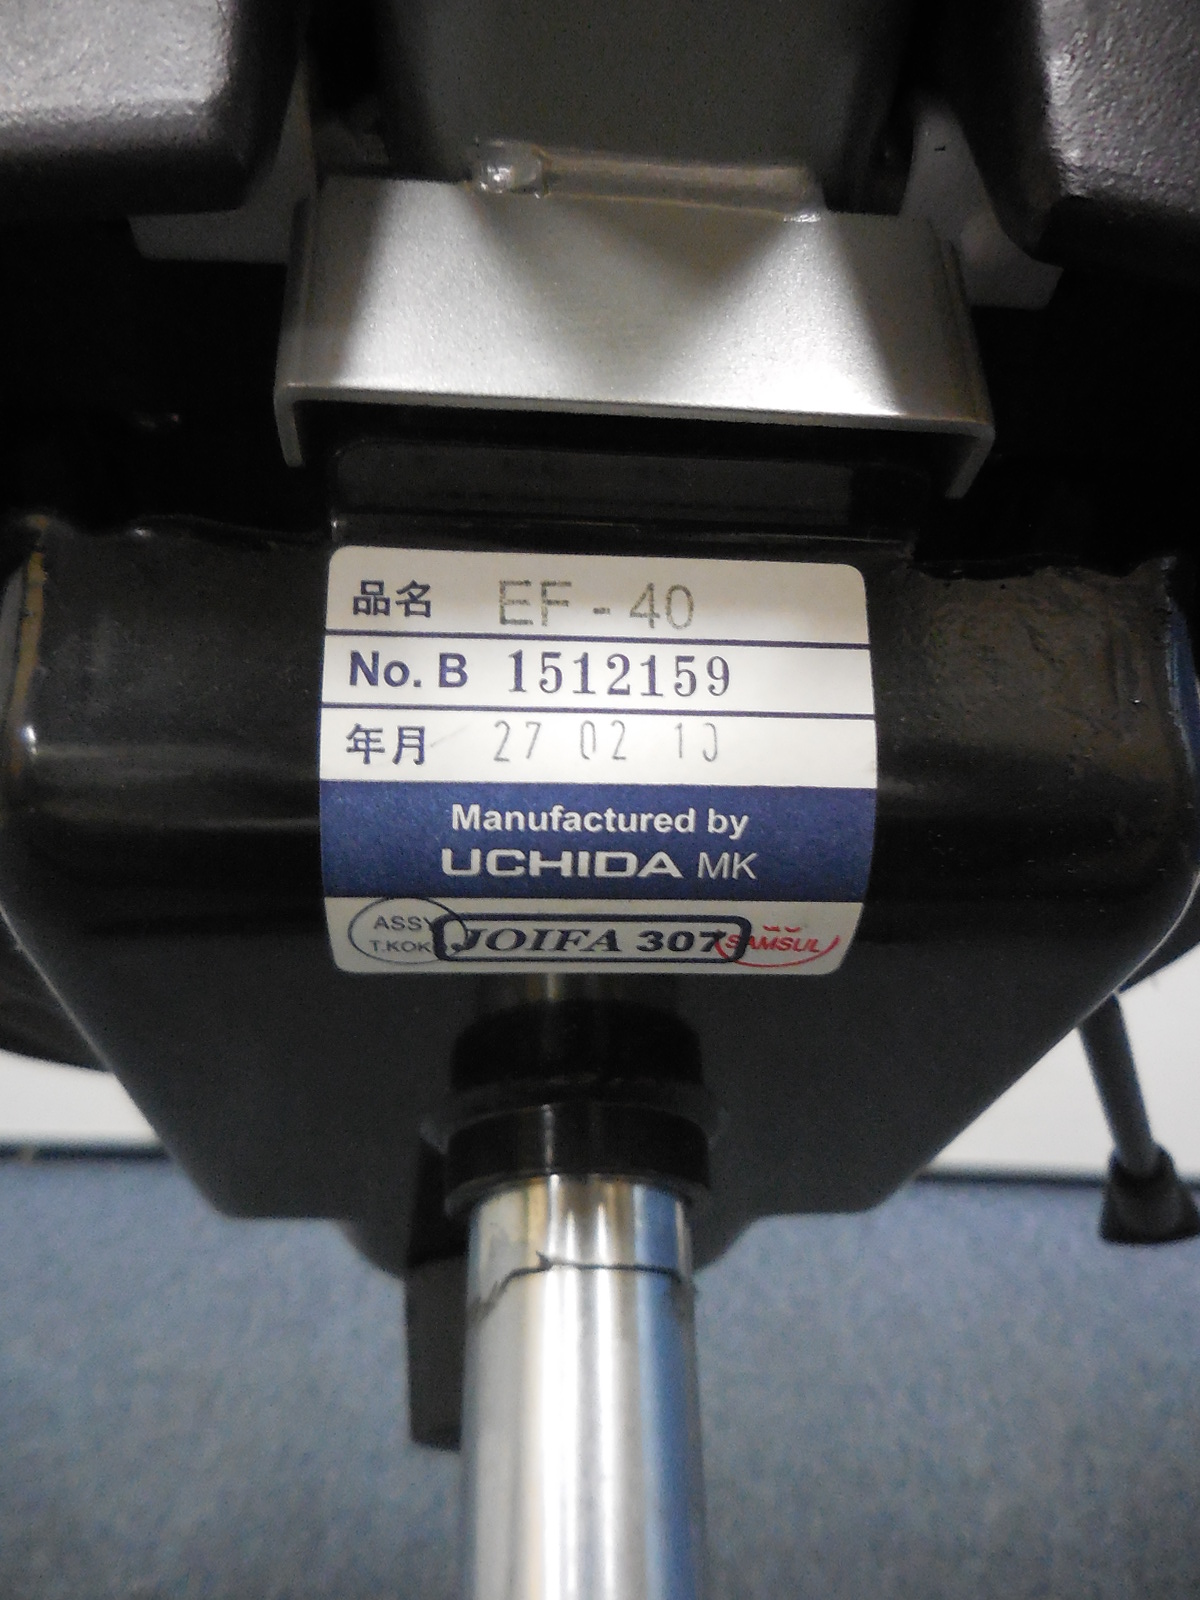 品名 EF - 40
No. B 1512159
年月 27 02 10
Manufactured by
UCHIDA MK
ASSY
T.KOK
JOIFA 307
SAMSUL